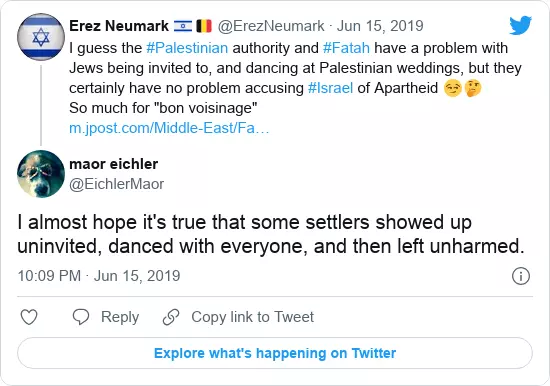 Erez Neumark 🇮🇱 🇧🇪 @ErezNeumark · Jun 15, 2019
I guess the #Palestinian authority and #Fatah have a problem with
Jews being invited to, and dancing at Palestinian weddings, but they
certainly have no problem accusing #Israel of Apartheid 😏🤔
So much for "bon voisinage"
m.jpost.com/Middle-East/Fa…
maor eichler
@EichlerMaor
I almost hope it's true that some settlers showed up
uninvited, danced with everyone, and then left unharmed.
10:09 PM · Jun 15, 2019
Reply
Copy link to Tweet
Explore what's happening on Twitter